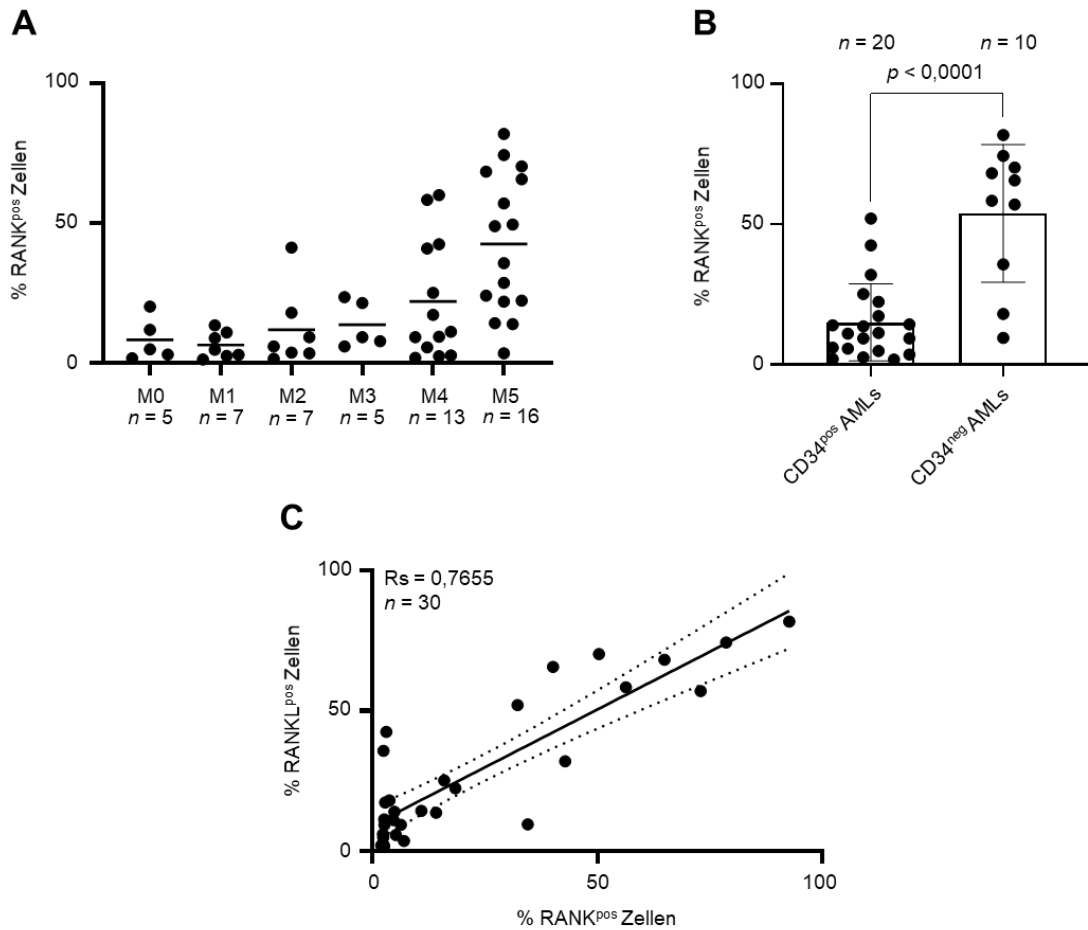 A
% RANKpos Zellen
100
50
0
M0 M1 M2 M3 M4 M5
n = 5 n = 7 n = 7 n = 5 n = 13 n = 16
B
n = 20 n = 10
p < 0,0001
% RANKpos Zellen
100
50
0
CD34pos AMLs
CD34neg AMLs
C
Rs = 0,7655
n = 30
% RANKLpos Zellen
100
50
0
0 50 100
% RANKpos Zellen